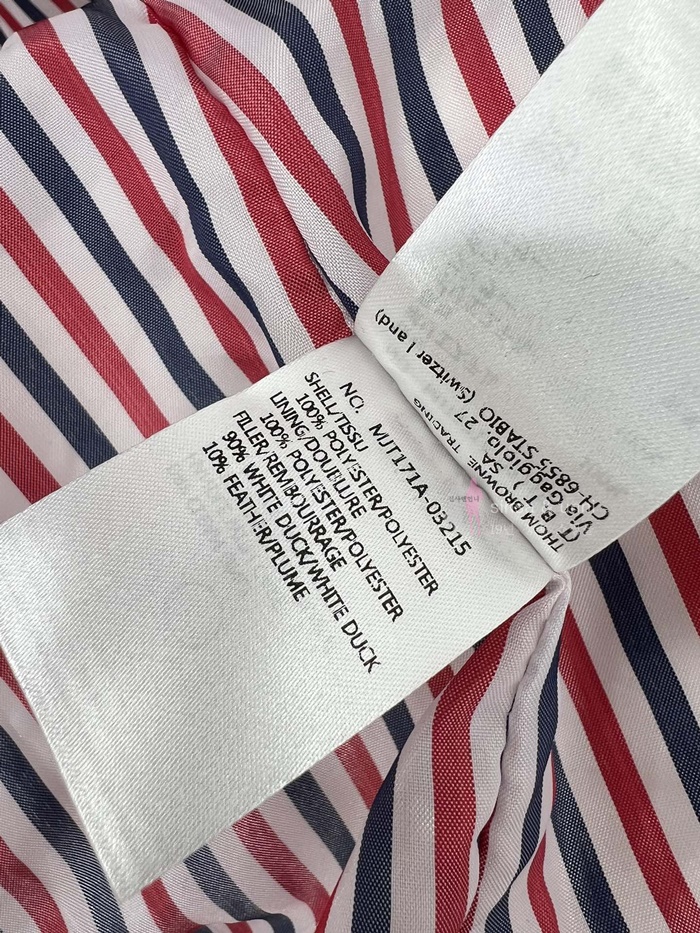 NO. MJT171A-03215
SHELL/TISSU
100% POLYESTER/POLYESTER
LINING/DOUBLURE
100% POLYESTER/POLYESTER
FILLER/REMBOURRAGE
90% WHITE DUCK/WHITE DUCK
10% FEATHER/PLUME
THOM BROWNE. TRADING
SA
Via Gaggiolo, 27
CH-6855 STABIO (Switzerland)